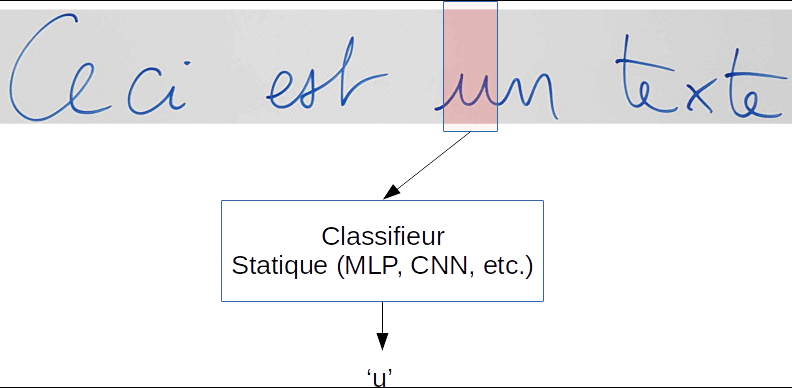 Ceci est un texte
Classifieur
Statique (MLP, CNN, etc.)
‘u’